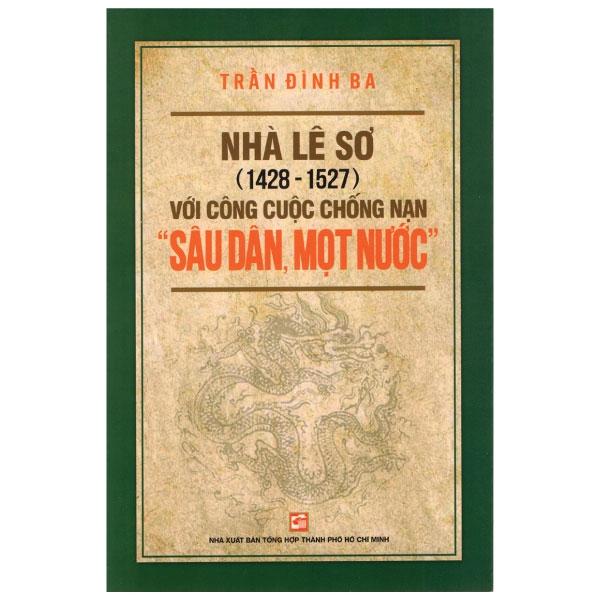 TRẦN ĐÌNH BA
NHÀ LÊ SƠ
(1428 - 1527)
VỚI CÔNG CUỘC CHỐNG NẠN
“SÂU DÂN, MỌT NƯỚC”
NHÀ XUẤT BẢN TỔNG HỢP THÀNH PHỐ HỒ CHÍ MINH